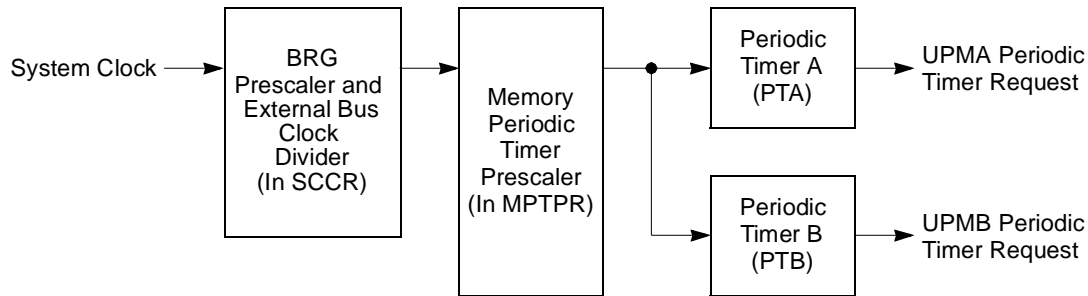 System Clock
BRG
Prescaler and
External Bus
Clock
Divider
(In SCCR)
Memory
Periodic
Timer
Prescaler
(In MPTPR)
Periodic
Timer A
(PTA)
UPMA Periodic
Timer Request
Periodic
Timer B
(PTB)
UPMB Periodic
Timer Request